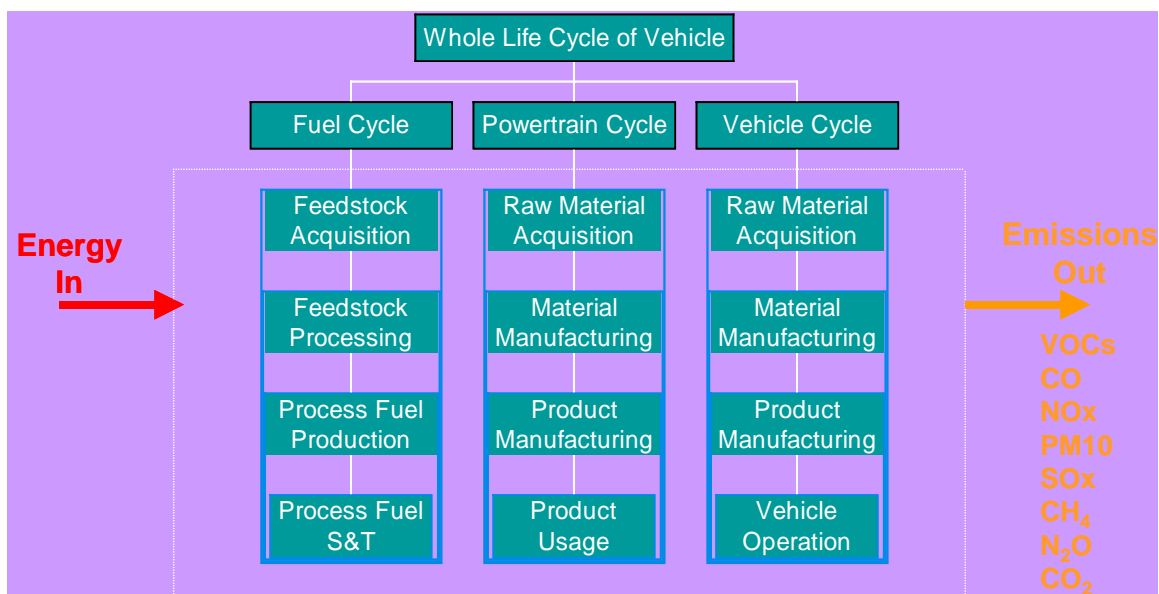 Whole Life Cycle of Vehicle
Fuel Cycle
Powertrain Cycle
Vehicle Cycle
Energy
In
Feedstock
Acquisition
Feedstock
Processing
Process Fuel
Production
Process Fuel
S&T
Raw Material
Acquisition
Material
Manufacturing
Product
Manufacturing
Product
Usage
Raw Material
Acquisition
Material
Manufacturing
Product
Manufacturing
Vehicle
Operation
Emissions
Out
VOCs
CO
NOx
PM10
SOx
CH₄
N₂O
CO₂